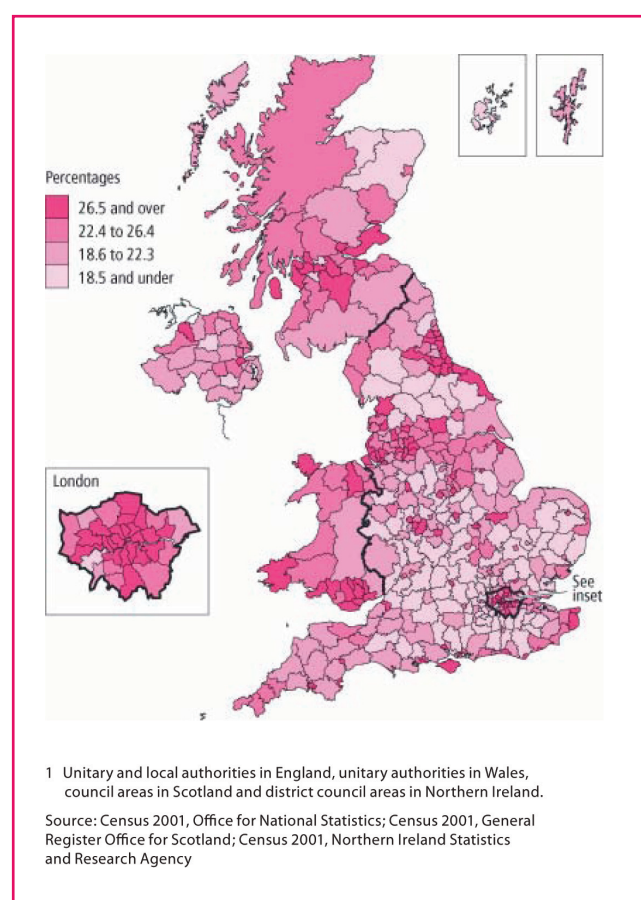 Percentages
26.5 and over
22.4 to 26.4
18.6 to 22.3
18.5 and under
London
See
inset
1 Unitary and local authorities in England, unitary authorities in Wales,
council areas in Scotland and district council areas in Northern Ireland.
Source: Census 2001, Office for National Statistics; Census 2001, General
Register Office for Scotland; Census 2001, Northern Ireland Statistics
and Research Agency